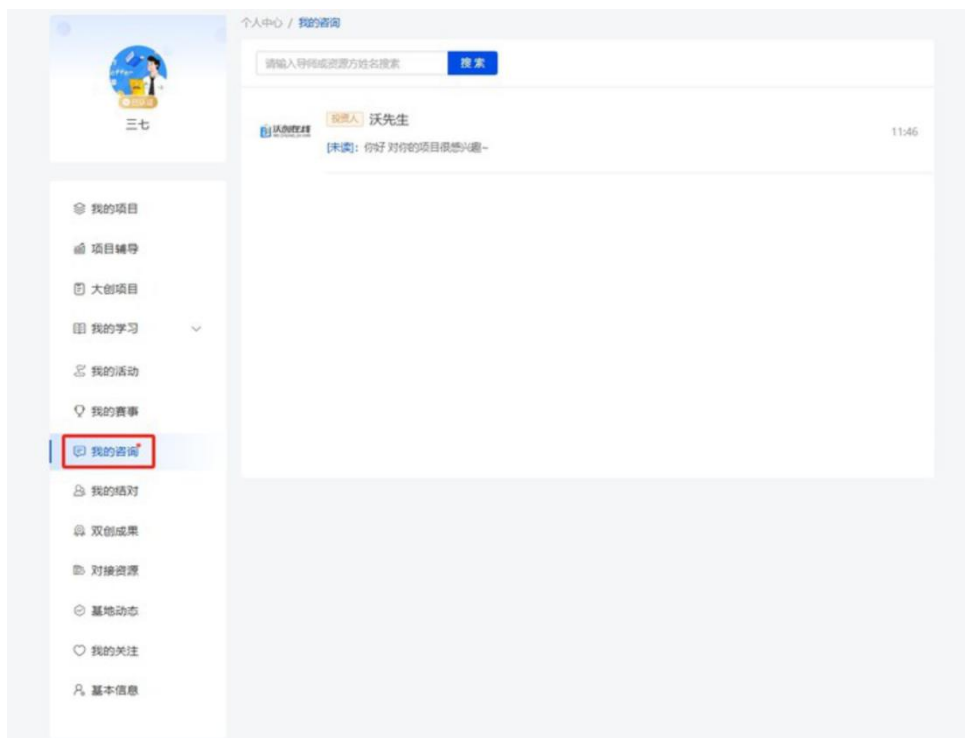 个人中心 / 我的咨询
请输入导师或资源方姓名搜索
搜索
三七
投资人 沃先生
11:46
沃创在线
[未读]：你好 对你的项目很感兴趣~
我的项目
项目辅导
大创项目
我的学习
我的活动
我的赛事
我的咨询
我的结对
双创成果
对接资源
基地动态
我的关注
基本信息